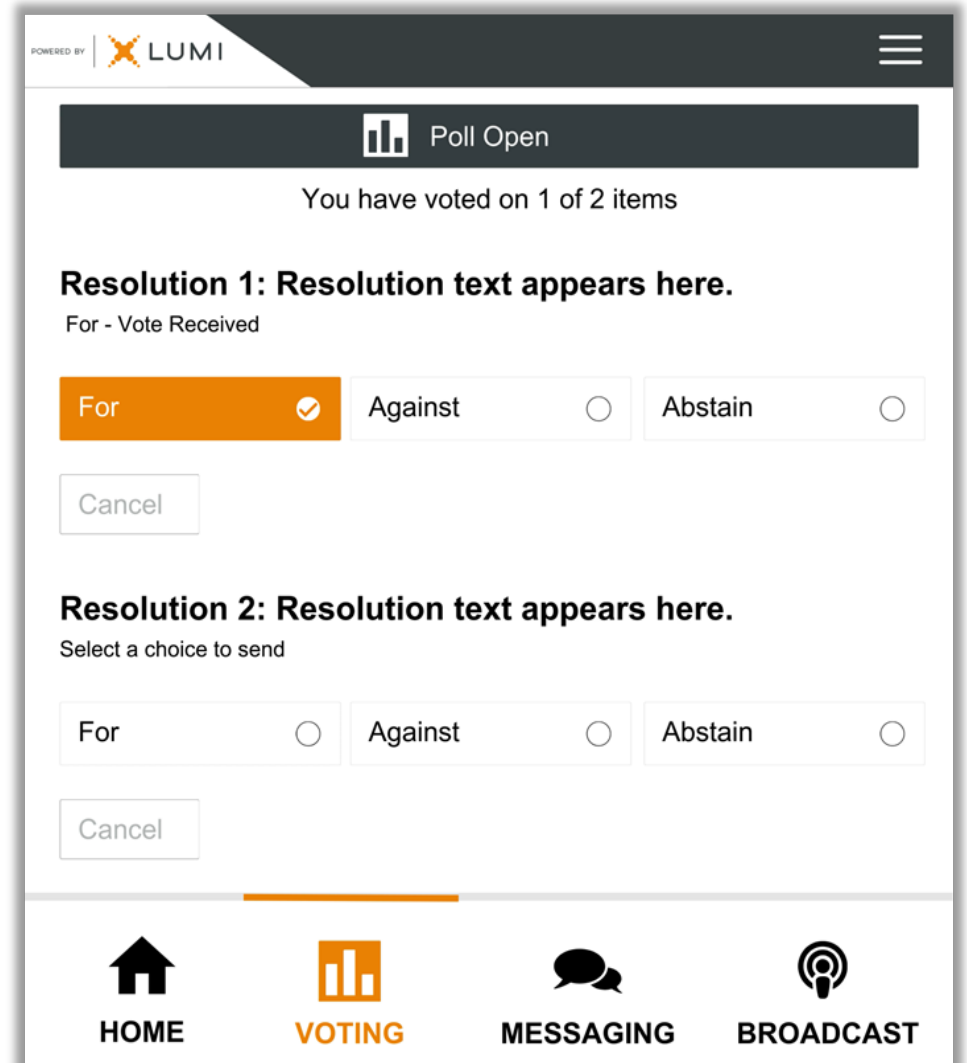 POWERED BY LUMI
Poll Open
You have voted on 1 of 2 items
Resolution 1: Resolution text appears here.
For - Vote Received
For Against Abstain
Cancel
Resolution 2: Resolution text appears here.
Select a choice to send
For Against Abstain
Cancel
HOME VOTING MESSAGING BROADCAST